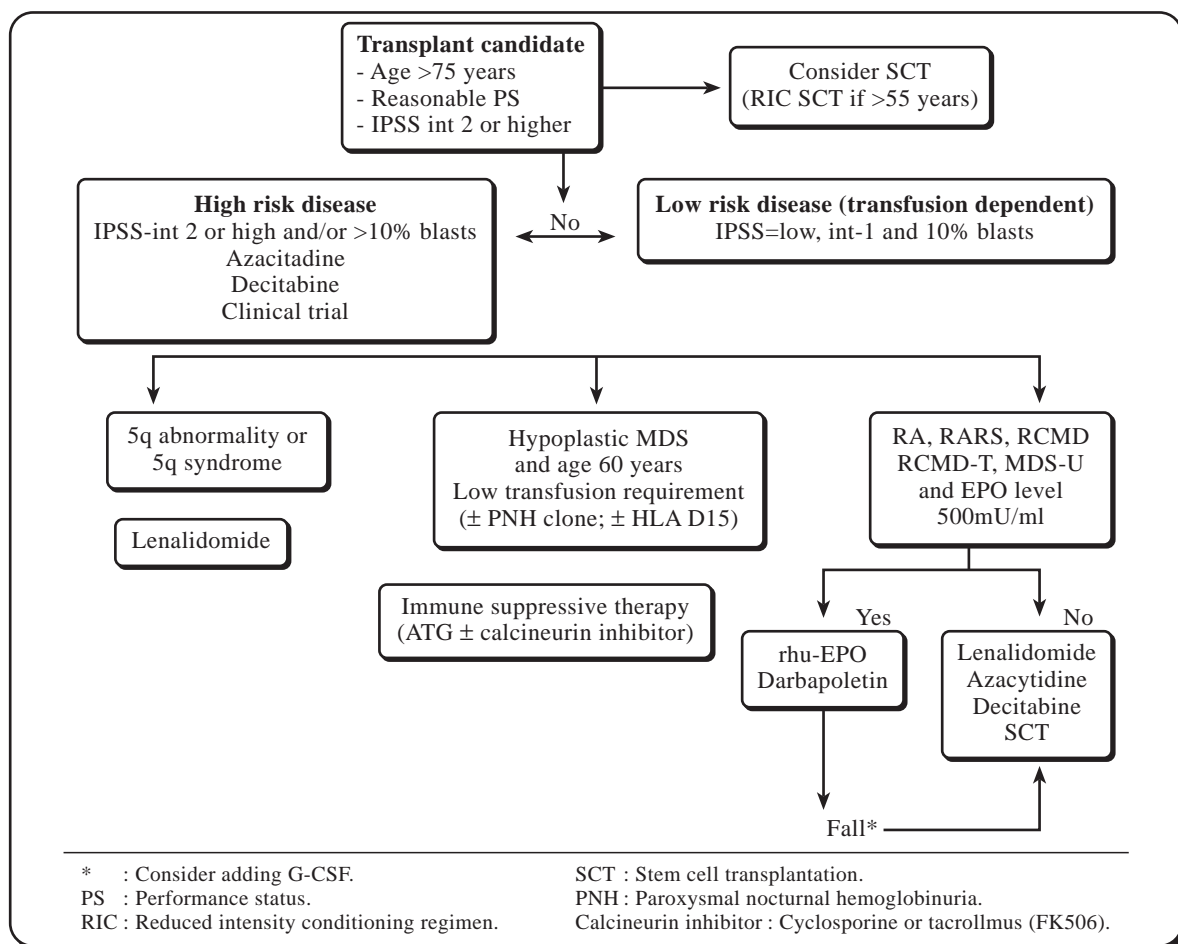 Transplant candidate
- Age >75 years
- Reasonable PS
- IPSS int 2 or higher
Consider SCT
(RIC SCT if >55 years)
No
High risk disease
IPSS-int 2 or high and/or >10% blasts
Azacitadine
Decitabine
Clinical trial
Low risk disease (transfusion dependent)
IPSS=low, int-1 and 10% blasts
5q abnormality or
5q syndrome
Lenalidomide
Hypoplastic MDS
and age 60 years
Low transfusion requirement
(± PNH clone; ± HLA D15)
Immune suppressive therapy
(ATG ± calcineurin inhibitor)
RA, RARS, RCMD
RCMD-T, MDS-U
and EPO level
500mU/ml
Yes
rhu-EPO
Darbapoletin
No
Lenalidomide
Azacytidine
Decitabine
SCT
Fall*
* : Consider adding G-CSF.
PS : Performance status.
RIC : Reduced intensity conditioning regimen.
SCT : Stem cell transplantation.
PNH : Paroxysmal nocturnal hemoglobinuria.
Calcineurin inhibitor : Cyclosporine or tacrollmus (FK506).